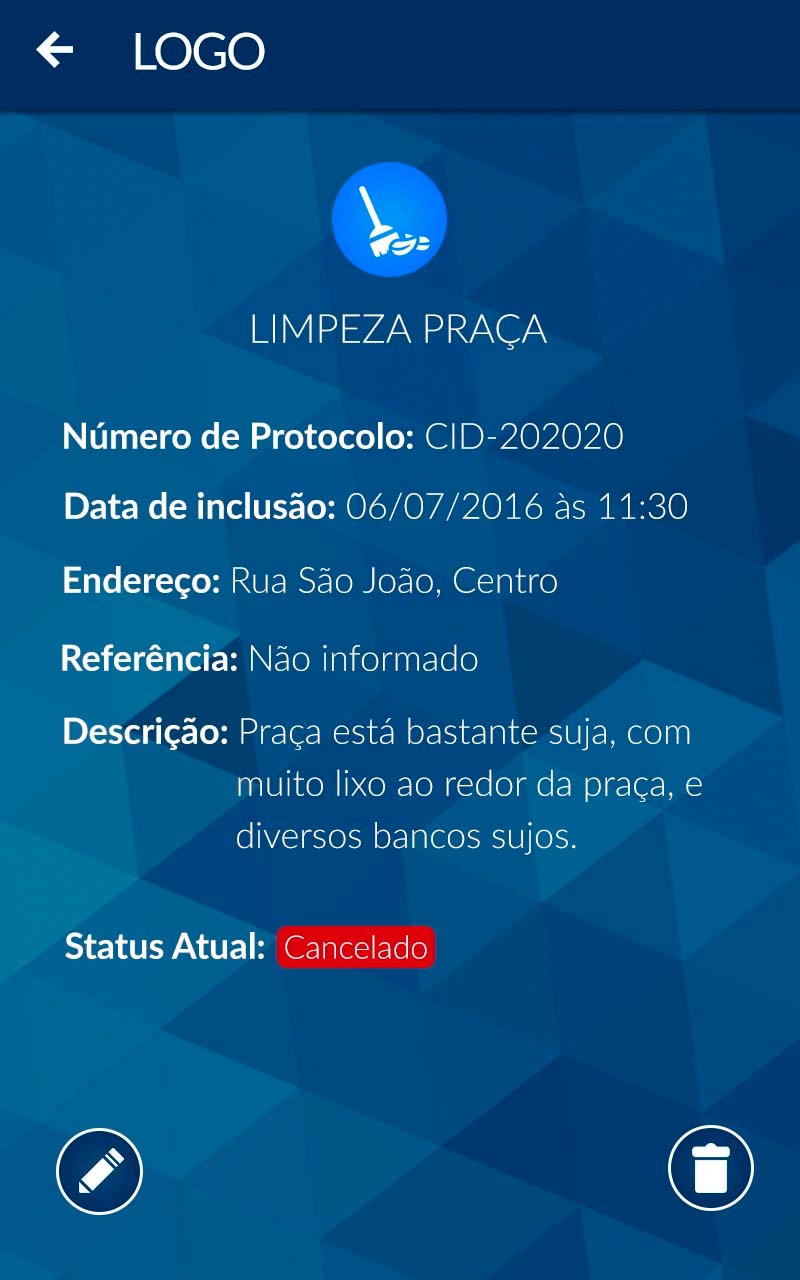 LOGO
LIMPEZA PRAÇA
Número de Protocolo: CID-202020
Data de inclusão: 06/07/2016 às 11:30
Endereço: Rua São João, Centro
Referência: Não informado
Descrição: Praça está bastante suja, com
muito lixo ao redor da praça, e
diversos bancos sujos.
Status Atual: Cancelado